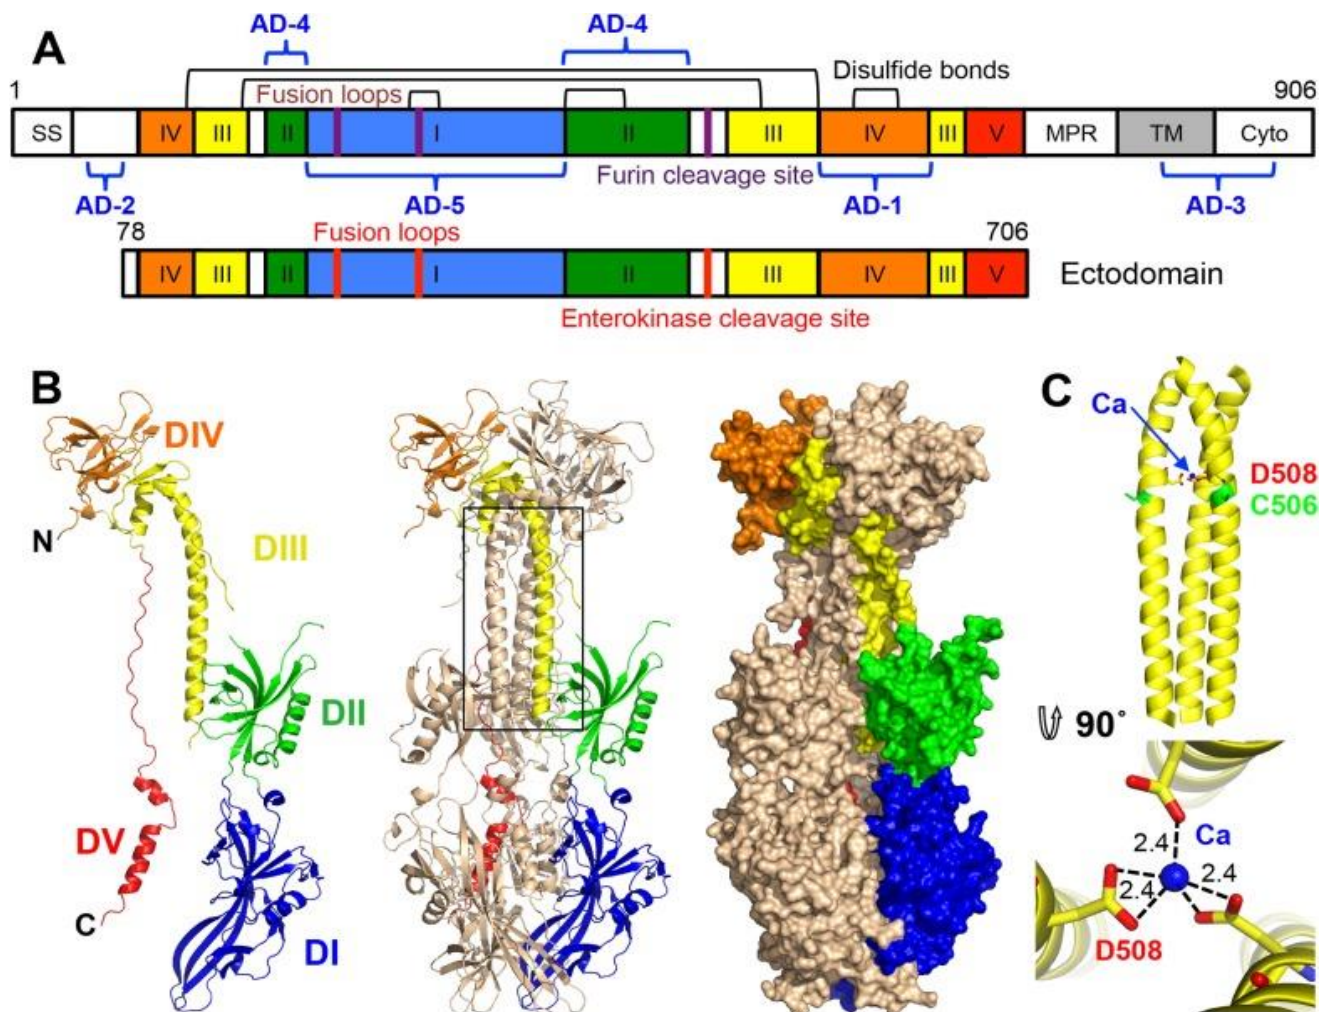 A
AD-4 AD-4
Disulfide bonds
1 Fusion loops 906
SS IV III II I II III IV III V MPR TM Cyto
Furin cleavage site
AD-2 AD-5 AD-1 AD-3
78 Fusion loops 706
IV III II I II III IV III V Ectodomain
Enterokinase cleavage site
B
DIV
N
DIII
DII
DV
C
DI
C
Ca
D508
C506
90°
2.4 Ca
2.4 2.4
D508